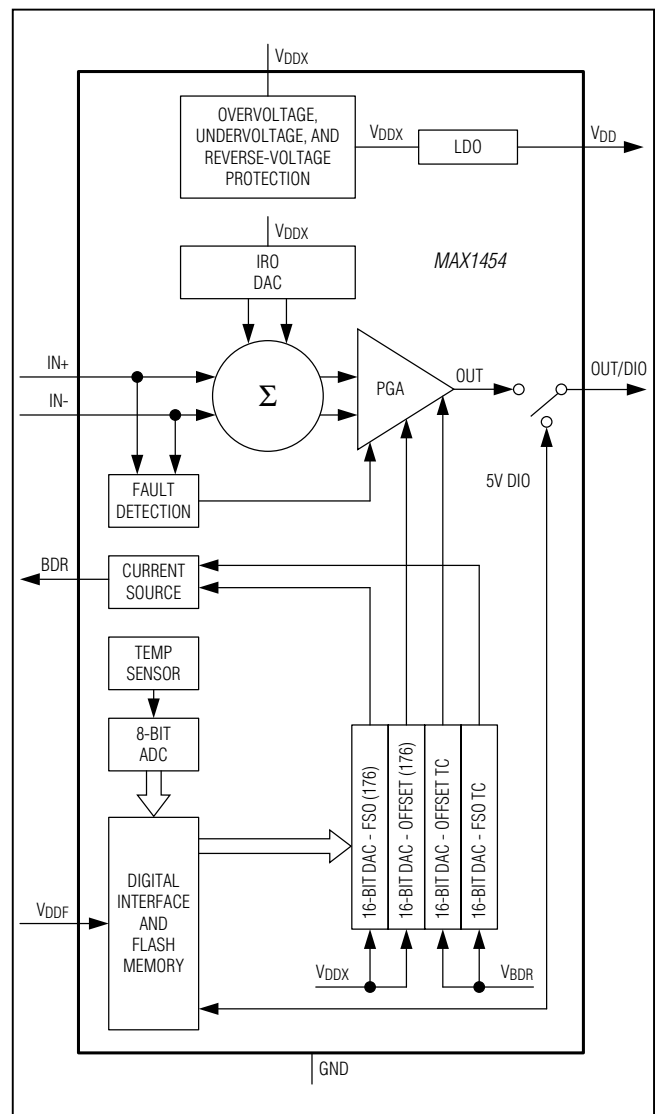 VDDX
OVERVOLTAGE,
UNDERVOLTAGE, AND
REVERSE-VOLTAGE
PROTECTION
VDDX
LDO
VDD
VDDX
IRO
DAC
MAX1454
IN+
IN-
Σ
PGA
OUT
OUT/DIO
5V DIO
FAULT
DETECTION
BDR
CURRENT
SOURCE
TEMP
SENSOR
8-BIT
ADC
DIGITAL
INTERFACE
AND
FLASH
MEMORY
VDDF
16-BIT DAC - FSO (176)
16-BIT DAC - OFFSET (176)
16-BIT DAC - OFFSET TC
16-BIT DAC - FSO TC
VDDX
VBDR
GND